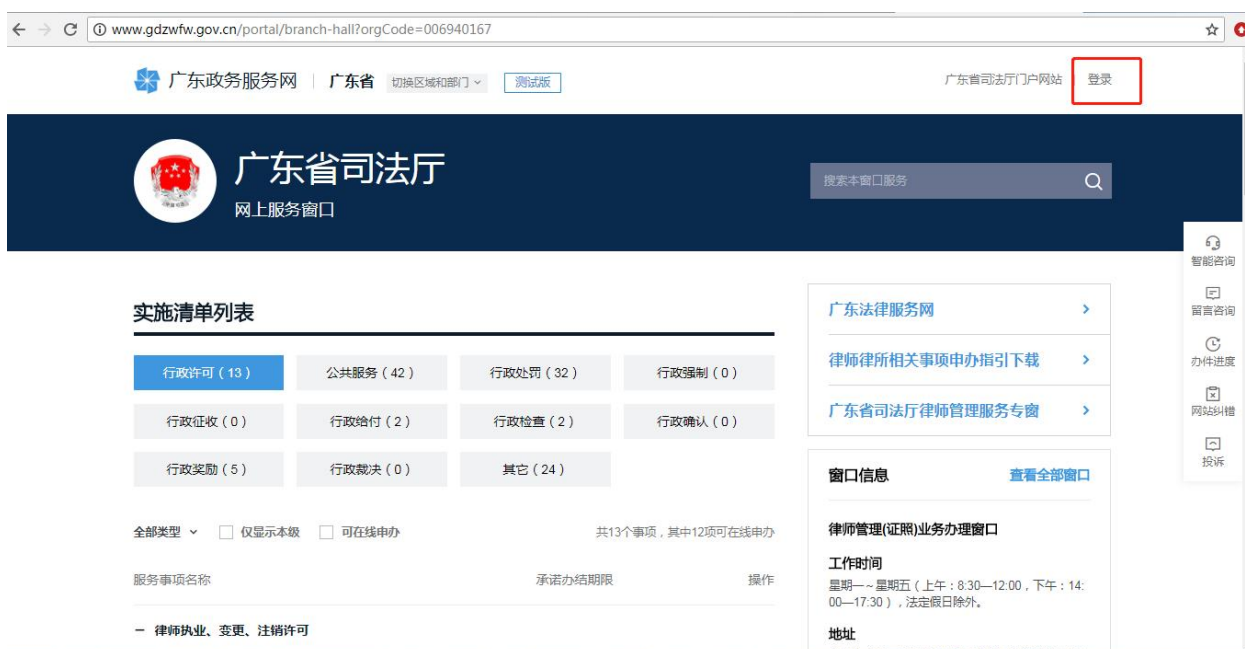 www.gdzwfw.gov.cn/portal/branch-hall?orgCode=006940167
广东政务服务网 广东省 切换区域和部门 测试版 广东省司法厅门户网站 登录
广东省司法厅
网上服务窗口
搜索本窗口服务
智能咨询
留言咨询
办件进度
网站纠错
投诉
实施清单列表
行政许可 ( 13 ) 公共服务 ( 42 ) 行政处罚 ( 32 ) 行政强制 ( 0 )
行政征收 ( 0 ) 行政给付 ( 2 ) 行政检查 ( 2 ) 行政确认 ( 0 )
行政奖励 ( 5 ) 行政裁决 ( 0 ) 其它 ( 24 )
全部类型 仅显示本级 可在线申办 共13个事项，其中12项可在线申办
服务事项名称 承诺办结期限 操作
－ 律师执业、变更、注销许可
广东法律服务网
律师律所相关事项申办指引下载
广东省司法厅律师管理服务专窗
窗口信息 查看全部窗口
律师管理(证照)业务办理窗口
工作时间
星期一～星期五（上午：8:30—12:00，下午：14:
00—17:30），法定假日除外。
地址